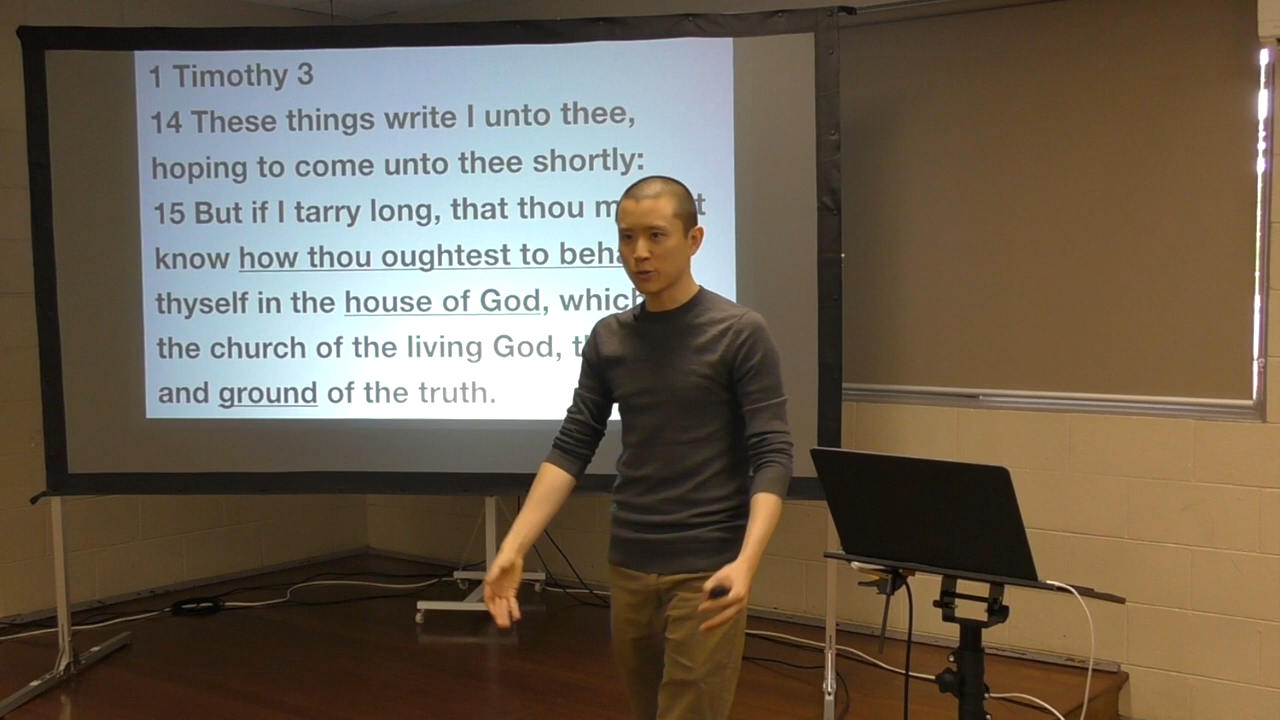 1 Timothy 3
14 These things write I unto thee,
hoping to come unto thee shortly:
15 But if I tarry long, that thou
know how thou oughtest to
thyself in the house of God, which
the church of the living God,
and ground of the truth.